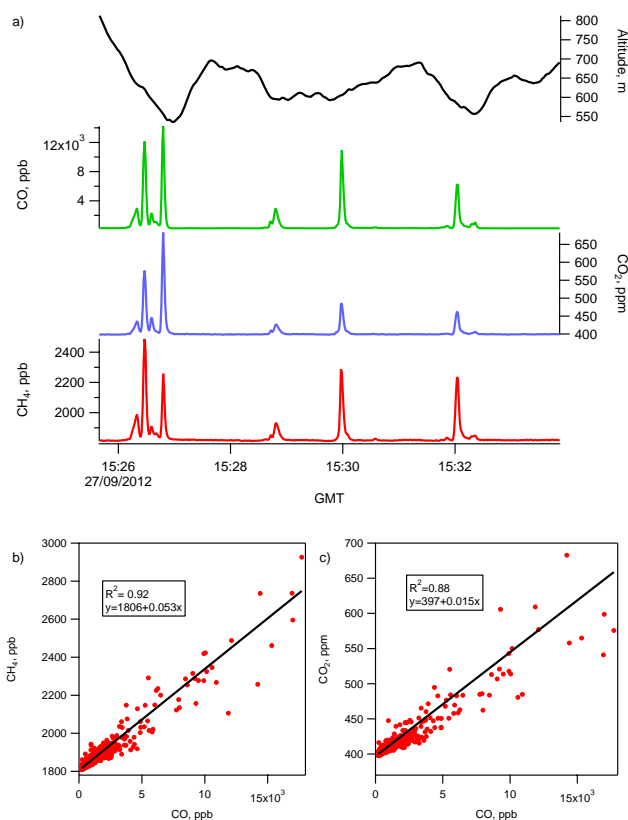 a)
800
750
700
650
600
550
Altitude, m
12x10³
8
4
CO, ppb
650
600
550
500
450
400
CO₂, ppm
2400
2200
2000
CH₄, ppb
15:26 15:28 15:30 15:32
27/09/2012
GMT
b)
3000
2800
2600
2400
2200
2000
1800
CH₄, ppb
R²= 0.92
y=1806+0.053x
0 5 10 15x10³
CO, ppb
c)
700
650
600
550
500
450
400
CO₂, ppm
R²=0.88
y=397+0.015x
0 5 10 15x10³
CO, ppb